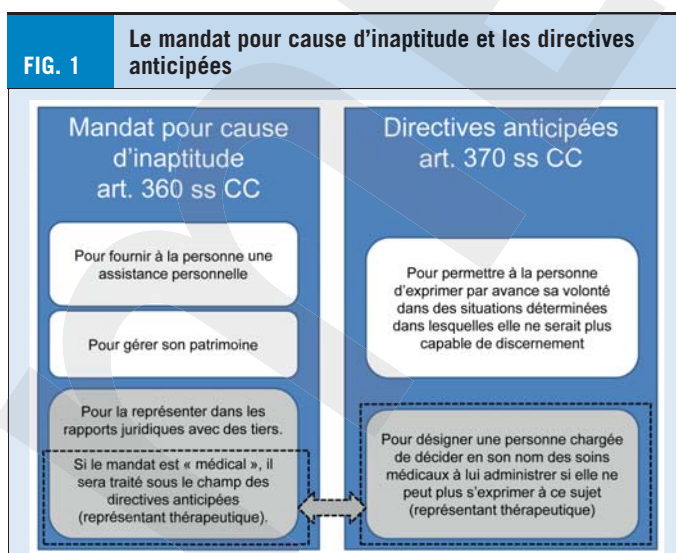 FIG. 1
Le mandat pour cause d'inaptitude et les directives
anticipées
Mandat pour cause
d'inaptitude
art. 360 ss CC
Pour fournir à la personne une
assistance personnelle
Pour gérer son patrimoine
Pour la représenter dans les
rapports juridiques avec des tiers.
Si le mandat est « médical », il
sera traité sous le champ des
directives anticipées
(représentant thérapeutique).
Directives anticipées
art. 370 ss CC
Pour permettre à la personne
d'exprimer par avance sa volonté
dans des situations déterminées
dans lesquelles elle ne serait plus
capable de discernement
Pour désigner une personne chargée
de décider en son nom des soins
médicaux à lui administrer si elle ne
peut plus s'exprimer à ce sujet
(représentant thérapeutique)